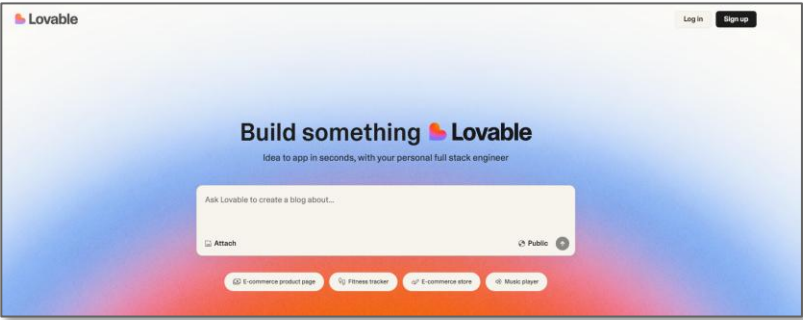 Lovable
Log in
Sign up
Build something Lovable
Idea to app in seconds, with your personal full stack engineer
Ask Lovable to create a blog about...
Attach
Public
E-commerce product page
Fitness tracker
E-commerce store
Music player